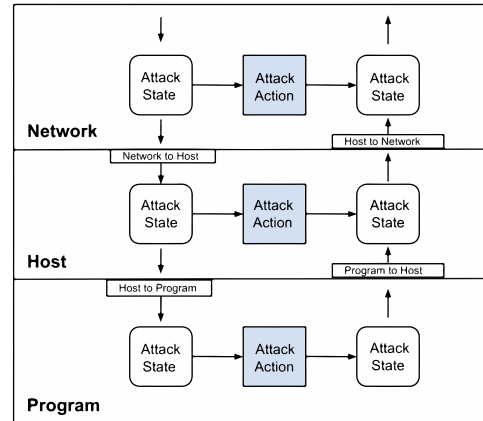 Attack
State
Attack
Action
Attack
State
Network
Host to Network
Network to Host
Attack
State
Attack
Action
Attack
State
Host
Program to Host
Host to Program
Attack
State
Attack
Action
Attack
State
Program